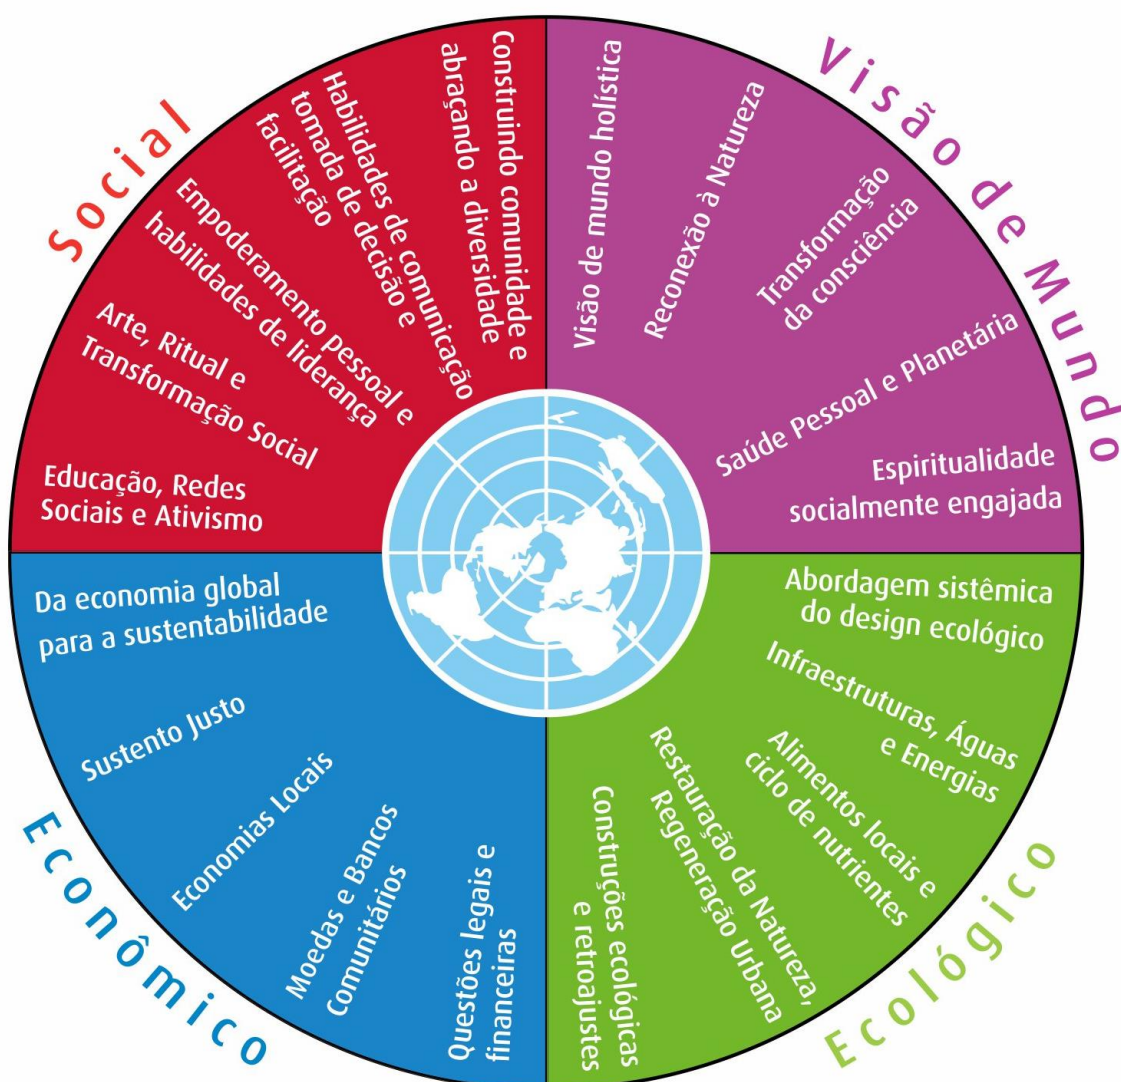 Social
Construindo comunidade e
abraçando a diversidade
Habilidades de comunicação
tomada de decisão e
facilitação
Empoderamento pessoal e
habilidades de liderança
Arte, Ritual e
Transformação Social
Educação, Redes
Sociais e Ativismo
Visão de Mundo
Visão de mundo holística
Reconexão à Natureza
Transformação
da consciência
Saúde Pessoal e Planetária
Espiritualidade
socialmente engajada
Econômico
Da economia global
para a sustentabilidade
Sustento Justo
Economias Locais
Moedas e Bancos
Comunitários
Questões legais e
financeiras
Ecológico
Abordagem sistêmica
do design ecológico
Infraestruturas, Águas
e Energias
Alimentos locais e
ciclo de nutrientes
Restauração da Natureza,
Regeneração Urbana
Construções ecológicas
e retroajustes